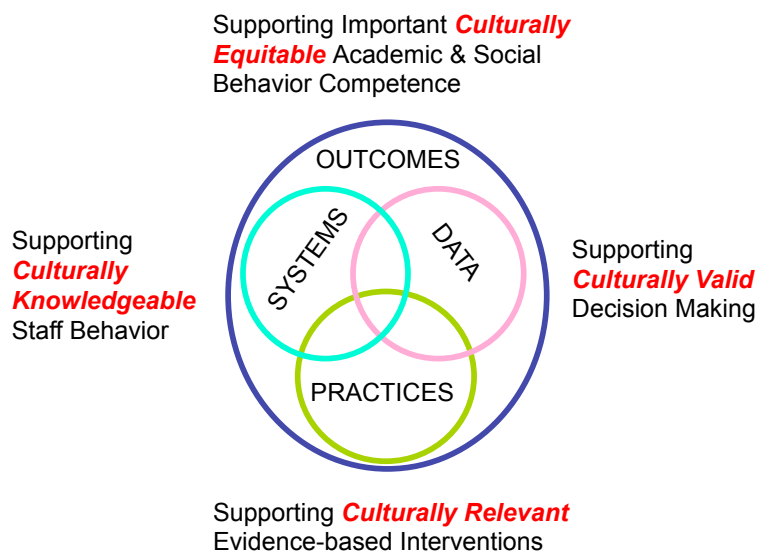 Supporting Important Culturally
Equitable Academic & Social
Behavior Competence
OUTCOMES
SYSTEMS
DATA
PRACTICES
Supporting
Culturally
Knowledgeable
Staff Behavior
Supporting
Culturally Valid
Decision Making
Supporting Culturally Relevant
Evidence-based Interventions